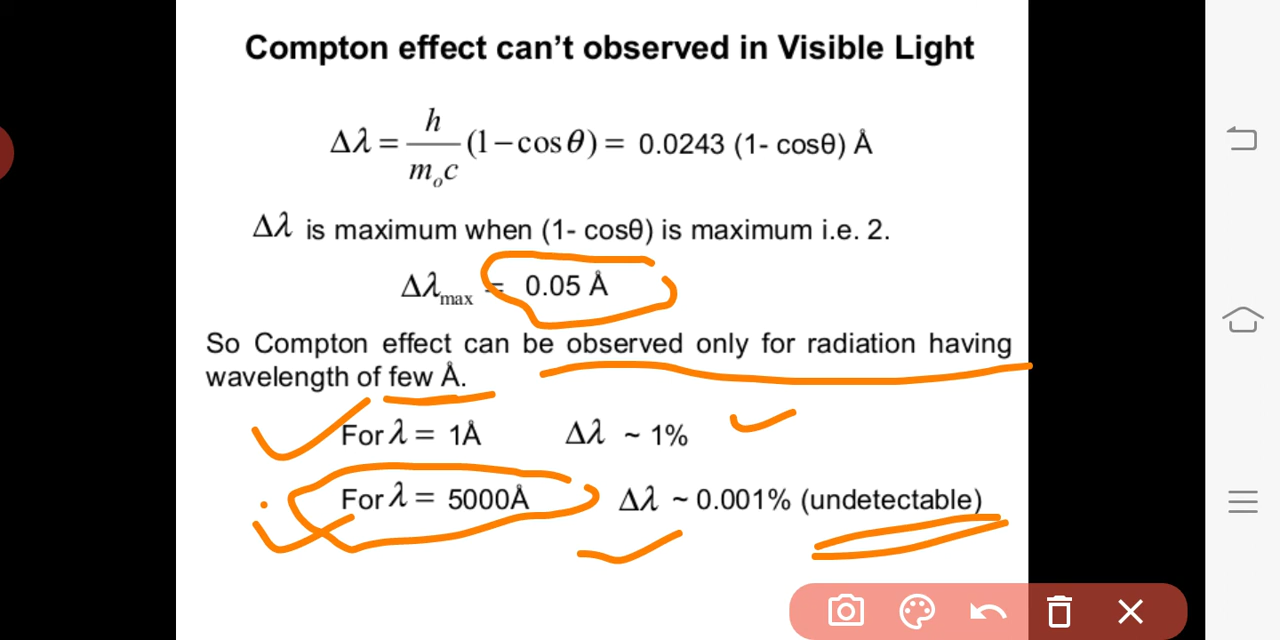 Compton effect can't observed in Visible Light
Δλ = h/m₀c (1 − cos θ) = 0.0243 (1- cosθ) Å
Δλ is maximum when (1- cosθ) is maximum i.e. 2.
Δλmax = 0.05 Å
So Compton effect can be observed only for radiation having
wavelength of few Å.
For λ = 1Å Δλ ~ 1%
For λ = 5000Å Δλ ~ 0.001% (undetectable)